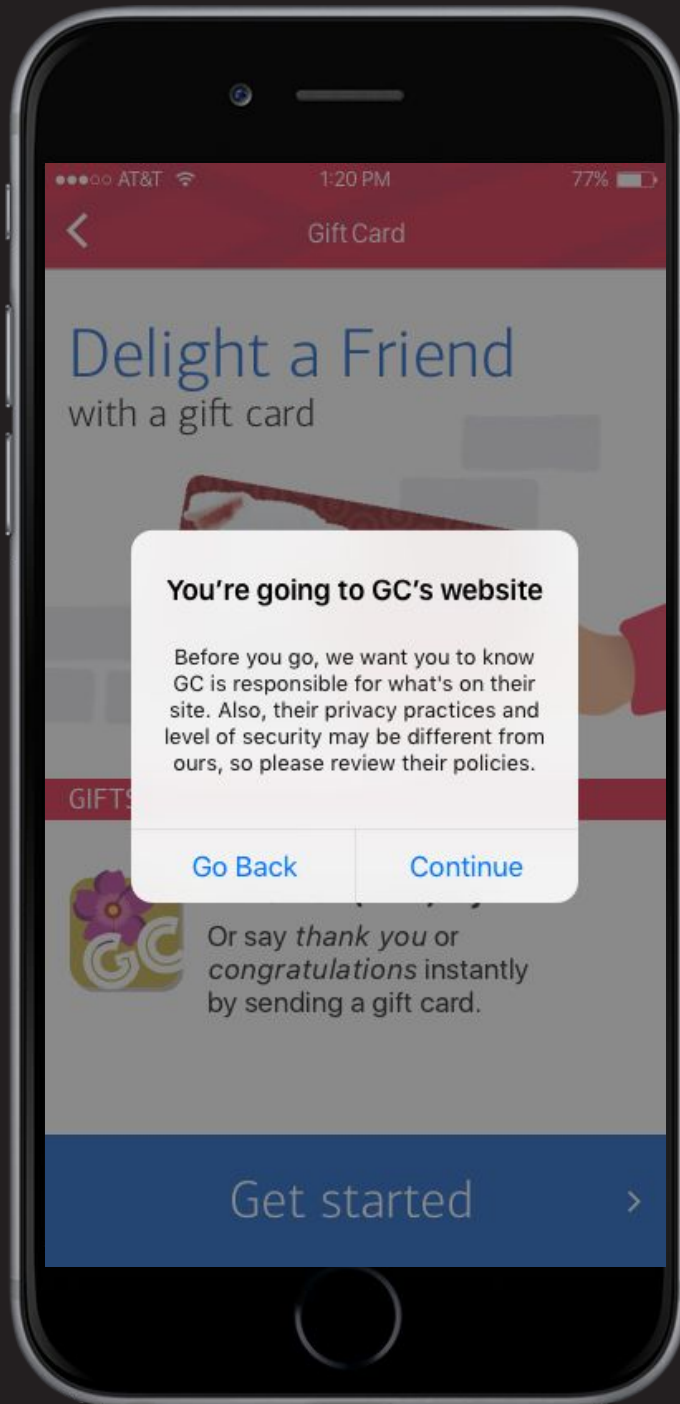 AT&T 1:20 PM 77%
Gift Card
Delight a Friend
with a gift card
You're going to GC's website
Before you go, we want you to know
GC is responsible for what's on their
site. Also, their privacy practices and
level of security may be different from
ours, so please review their policies.
Go Back Continue
GIFTS
GC
Or say thank you or
congratulations instantly
by sending a gift card.
Get started